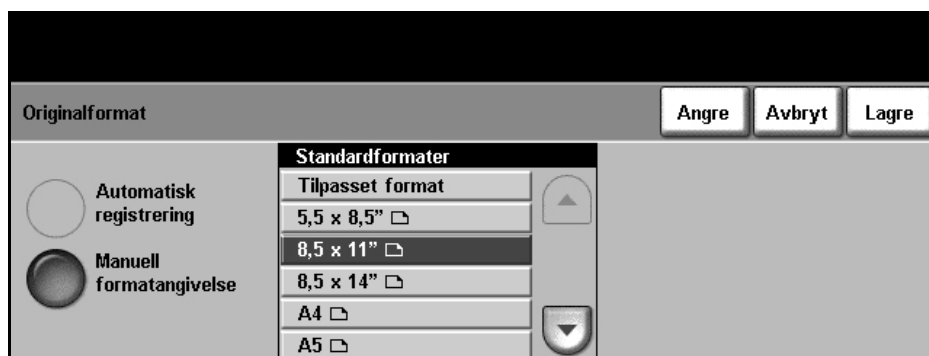 Originalformat
Angre
Avbryt
Lagre
Automatisk
registrering
Manuell
formatangivelse
Standardformater
Tilpasset format
5,5 x 8,5”
8,5 x 11”
8,5 x 14”
A4
A5